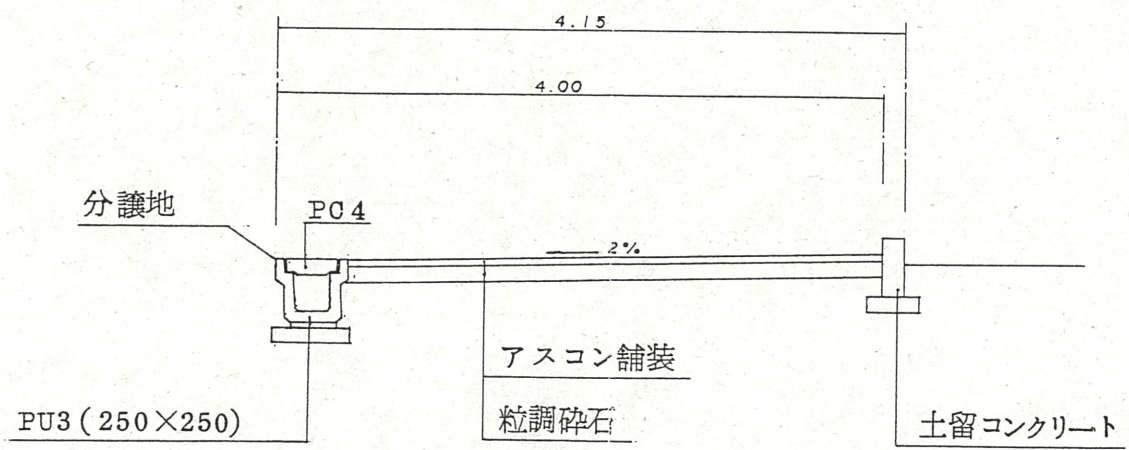 4.15
4.00
分譲地
PC4
2%
アスコン舗装
粒調砕石
PU3(250×250)
土留コンクリート